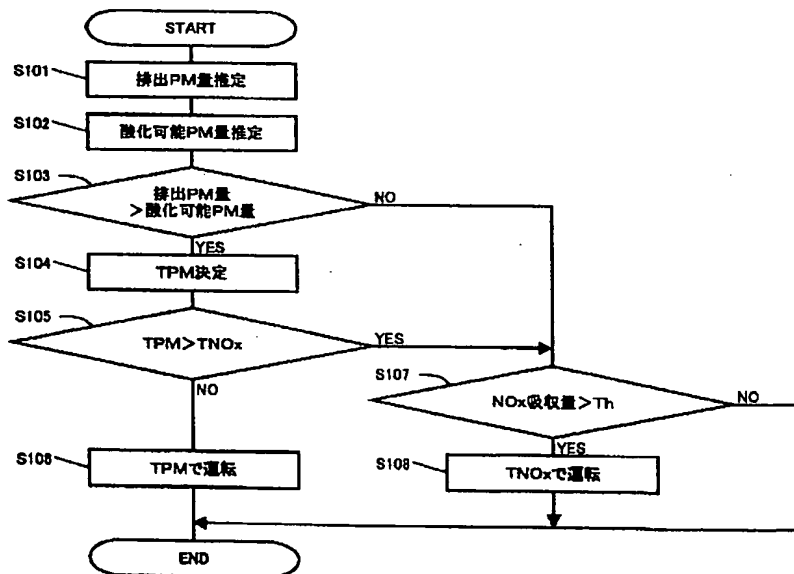 START
S101
排出PM量推定
S102
酸化可能PM量推定
S103
排出PM量
>酸化可能PM量
NO
YES
S104
TPM決定
S105
TPM>TNOx
YES
NO
S107
NOx吸収量>Th
NO
YES
S106
TPMで運転
S108
TNOxで運転
END